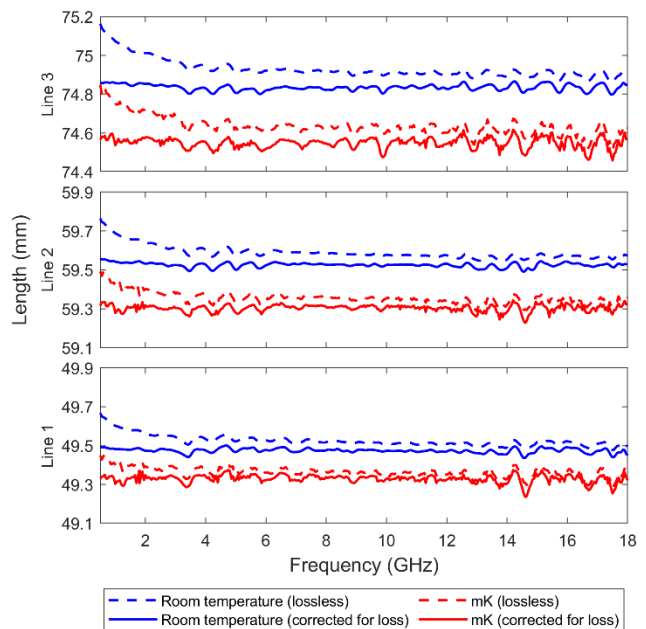 75.2
75
74.8
74.6
74.4
Line 3
59.9
59.7
59.5
59.3
59.1
Line 2
Length (mm)
49.9
49.7
49.5
49.3
49.1
Line 1
2 4 6 8 10 12 14 16 18
Frequency (GHz)
Room temperature (lossless) mK (lossless)
Room temperature (corrected for loss) mK (corrected for loss)